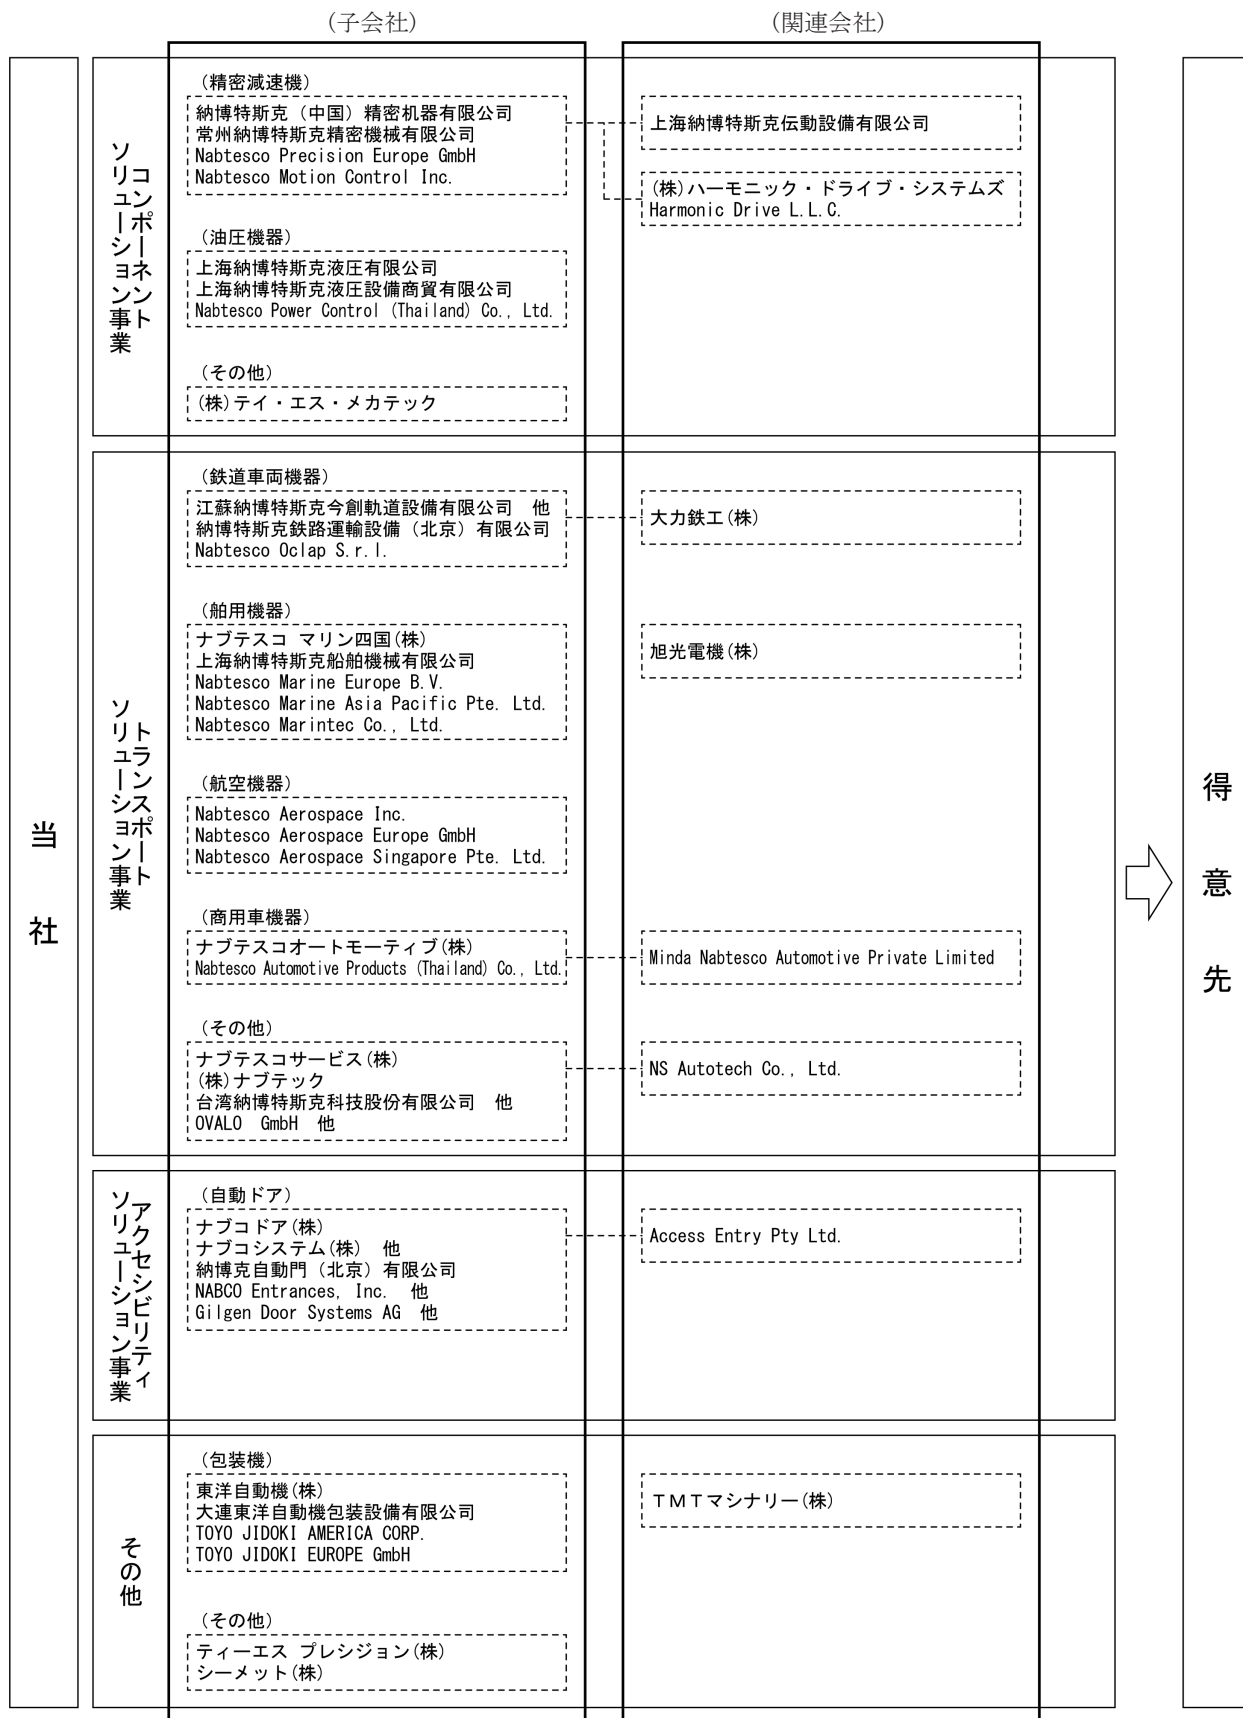 (子会社)
(関連会社)
当社
コンポーネント
ソリューション事業
(精密減速機)
納博特斯克（中国）精密机器有限公司
常州納博特斯克精密機械有限公司
Nabtesco Precision Europe GmbH
Nabtesco Motion Control Inc.
上海納博特斯克伝動設備有限公司
(株)ハーモニック・ドライブ・システムズ
Harmonic Drive L.L.C.
(油圧機器)
上海納博特斯克液圧有限公司
上海納博特斯克液圧設備商貿有限公司
Nabtesco Power Control (Thailand) Co., Ltd.
(その他)
(株)テイ・エス・メカテック
トランスポート
ソリューション事業
(鉄道車両機器)
江蘇納博特斯克今創軌道設備有限公司　他
納博特斯克鉄路運輸設備（北京）有限公司
Nabtesco Oclap S.r.l.
大力鉄工(株)
(舶用機器)
ナブテスコ マリン四国(株)
上海納博特斯克船舶機械有限公司
Nabtesco Marine Europe B.V.
Nabtesco Marine Asia Pacific Pte. Ltd.
Nabtesco Marintec Co., Ltd.
旭光電機(株)
(航空機器)
Nabtesco Aerospace Inc.
Nabtesco Aerospace Europe GmbH
Nabtesco Aerospace Singapore Pte. Ltd.
(商用車機器)
ナブテスコオートモーティブ(株)
Nabtesco Automotive Products (Thailand) Co., Ltd.
Minda Nabtesco Automotive Private Limited
(その他)
ナブテスコサービス(株)
(株)ナブテック
台湾納博特斯克科技股份有限公司　他
OVALO　GmbH　他
NS Autotech Co., Ltd.
アクセシビリティ
ソリューション事業
(自動ドア)
ナブコドア(株)
ナブコシステム(株)　他
納博克自動門（北京）有限公司
NABCO Entrances, Inc.　他
Gilgen Door Systems AG　他
Access Entry Pty Ltd.
その他
(包装機)
東洋自動機(株)
大連東洋自動機包装設備有限公司
TOYO JIDOKI AMERICA CORP.
TOYO JIDOKI EUROPE GmbH
ＴＭＴマシナリー(株)
(その他)
ティーエス プレシジョン(株)
シーメット(株)
得意先